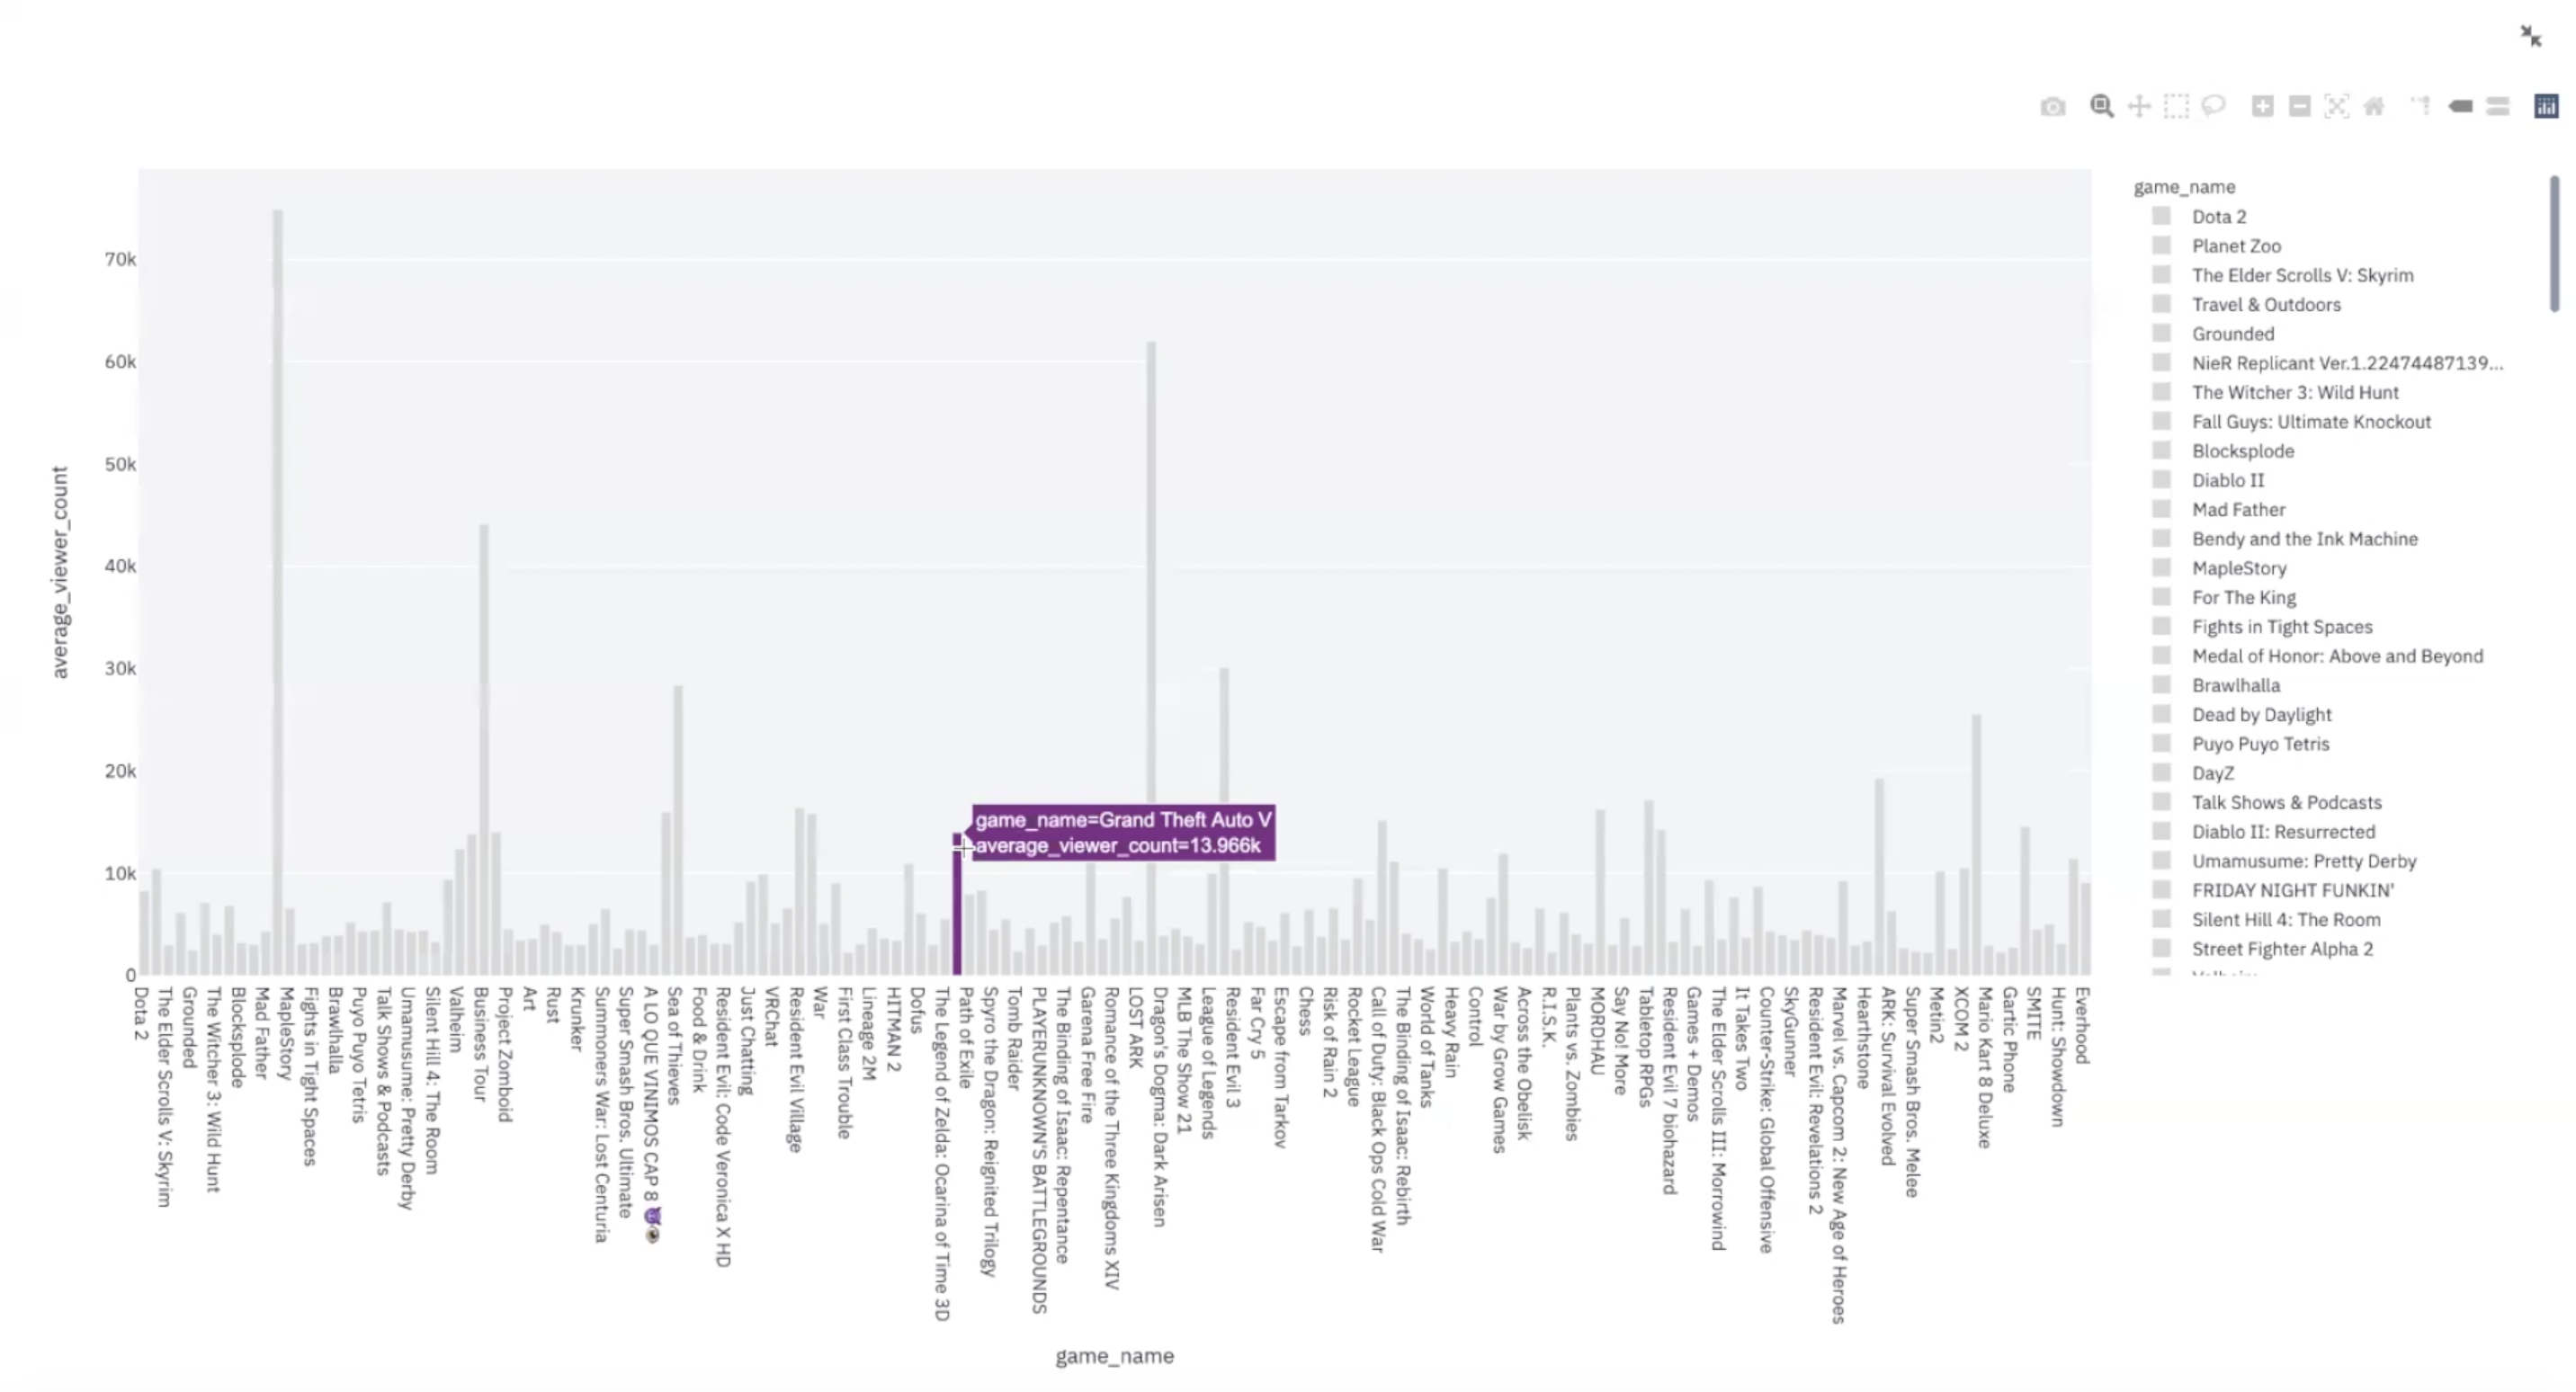 game_name
Dota 2
Planet Zoo
The Elder Scrolls V: Skyrim
Travel & Outdoors
Grounded
NieR Replicant Ver.1.22474487139...
The Witcher 3: Wild Hunt
Fall Guys: Ultimate Knockout
Blocksplode
Diablo II
Mad Father
Bendy and the Ink Machine
MapleStory
For The King
Fights in Tight Spaces
Medal of Honor: Above and Beyond
Brawlhalla
Dead by Daylight
Puyo Puyo Tetris
DayZ
Talk Shows & Podcasts
Diablo II: Resurrected
Umamusume: Pretty Derby
FRIDAY NIGHT FUNKIN'
Silent Hill 4: The Room
Street Fighter Alpha 2
70k
60k
50k
40k
30k
20k
10k
0
average_viewer_count
game_name=Grand Theft Auto V
average_viewer_count=13.966k
Dota 2
The Elder Scrolls V: Skyrim
Grounded
The Witcher 3: Wild Hunt
Blocksplode
Mad Father
MapleStory
Fights in Tight Spaces
Brawlhalla
Puyo Puyo Tetris
Talk Shows & Podcasts
Umamusume: Pretty Derby
Silent Hill 4: The Room
Valheim
Business Tour
Project Zomboid
Art
Rust
Krunker
Summoners War: Lost Centuria
Super Smash Bros. Ultimate
A LO QUE VINIMOS CAP 8 😈👁
Sea of Thieves
Food & Drink
Resident Evil: Code Veronica X HD
Just Chatting
VRChat
Resident Evil Village
War
First Class Trouble
Lineage 2M
HITMAN 2
Dofus
The Legend of Zelda: Ocarina of Time 3D
Path of Exile
Spyro the Dragon: Reignited Trilogy
Tomb Raider
PLAYERUNKNOWN'S BATTLEGROUNDS
The Binding of Isaac: Repentance
Garena Free Fire
Romance of the Three Kingdoms XIV
LOST ARK
Dragon's Dogma: Dark Arisen
MLB The Show 21
League of Legends
Resident Evil 3
Far Cry 5
Escape from Tarkov
Chess
Risk of Rain 2
Rocket League
Call of Duty: Black Ops Cold War
The Binding of Isaac: Rebirth
World of Tanks
Heavy Rain
Control
War by Grow Games
Across the Obelisk
R.I.S.K.
Plants vs. Zombies
MORDHAU
Say No! More
Tabletop RPGs
Resident Evil 7 biohazard
Games + Demos
The Elder Scrolls III: Morrowind
It Takes Two
Counter-Strike: Global Offensive
SkyGunner
Resident Evil: Revelations 2
Marvel vs. Capcom 2: New Age of Heroes
Hearthstone
ARK: Survival Evolved
Super Smash Bros. Melee
Metin2
XCOM 2
Mario Kart 8 Deluxe
Gartic Phone
SMITE
Hunt: Showdown
Everhood
game_name